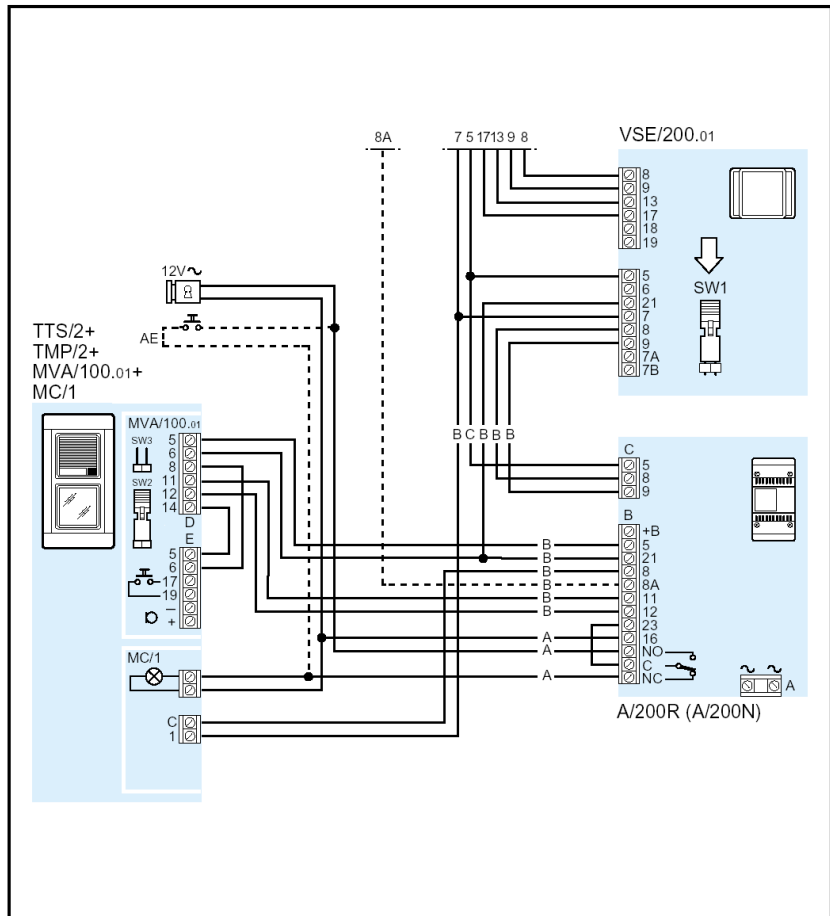 8A
7 5 17 13 9 8
VSE/200.01
8
9
13
17
18
19
5
6
21
7
8
9
7A
7B
SW1
12V~
AE
TTS/2+
TMP/2+
MVA/100.01+
MC/1
MVA/100.01
SW3
SW2
5
6
8
11
12
14
D
E
5
6
17
19
–
+
MC/1
C
1
B C B B B
C
5
8
9
B
+B
5
21
8
8A
11
12
23
16
NO
C
NC
B
B
B
B
B
B
A
A
A
~ ~
A
A/200R (A/200N)